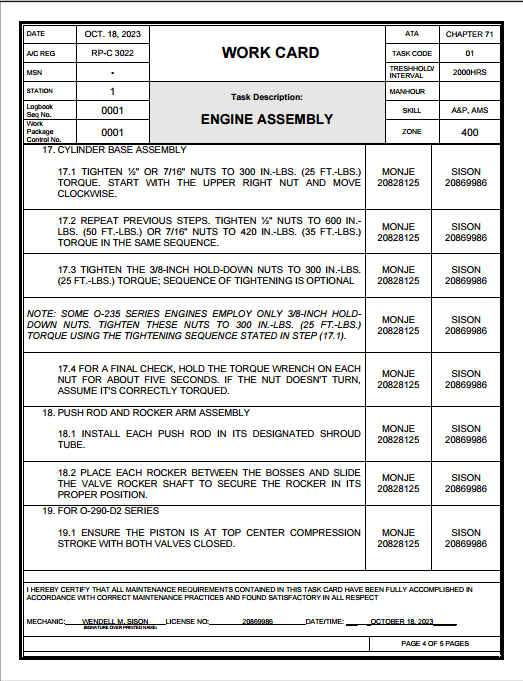 DATE OCT. 18, 2023 WORK CARD ATA CHAPTER 71
A/C REG RP-C 3022 TASK CODE 01
MSN - TRESHHOLD/ INTERVAL 2000HRS
STATION 1 Task Description: MANHOUR
Logbook Seq No. 0001 ENGINE ASSEMBLY SKILL A&P, AMS
Work Package Control No. 0001 ZONE 400
17. CYLINDER BASE ASSEMBLY
17.1 TIGHTEN ½" OR 7/16" NUTS TO 300 IN.-LBS. (25 FT.-LBS.)
TORQUE. START WITH THE UPPER RIGHT NUT AND MOVE
CLOCKWISE.
MONJE
20828125
SISON
20869986
17.2 REPEAT PREVIOUS STEPS. TIGHTEN ½" NUTS TO 600 IN.-
LBS. (50 FT.-LBS.) OR 7/16" NUTS TO 420 IN.-LBS. (35 FT.-LBS.)
TORQUE IN THE SAME SEQUENCE.
MONJE
20828125
SISON
20869986
17.3 TIGHTEN THE 3/8-INCH HOLD-DOWN NUTS TO 300 IN.-LBS.
(25 FT.-LBS.) TORQUE; SEQUENCE OF TIGHTENING IS OPTIONAL
MONJE
20828125
SISON
20869986
NOTE: SOME O-235 SERIES ENGINES EMPLOY ONLY 3/8-INCH HOLD-
DOWN NUTS. TIGHTEN THESE NUTS TO 300 IN.-LBS. (25 FT.-LBS.)
TORQUE USING THE TIGHTENING SEQUENCE STATED IN STEP (17.1).
MONJE
20828125
SISON
20869986
17.4 FOR A FINAL CHECK, HOLD THE TORQUE WRENCH ON EACH
NUT FOR ABOUT FIVE SECONDS. IF THE NUT DOESN'T TURN,
ASSUME IT'S CORRECTLY TORQUED.
MONJE
20828125
SISON
20869986
18. PUSH ROD AND ROCKER ARM ASSEMBLY
18.1 INSTALL EACH PUSH ROD IN ITS DESIGNATED SHROUD
TUBE.
MONJE
20828125
SISON
20869986
18.2 PLACE EACH ROCKER BETWEEN THE BOSSES AND SLIDE
THE VALVE ROCKER SHAFT TO SECURE THE ROCKER IN ITS
PROPER POSITION.
MONJE
20828125
SISON
20869986
19. FOR O-290-D2 SERIES
19.1 ENSURE THE PISTON IS AT TOP CENTER COMPRESSION
STROKE WITH BOTH VALVES CLOSED.
MONJE
20828125
SISON
20869986
I HEREBY CERTIFY THAT ALL MAINTENANCE REQUIREMENTS CONTAINED IN THIS TASK CARD HAVE BEEN FULLY ACCOMPLISHED IN
ACCORDANCE WITH CORRECT MAINTENANCE PRACTICES AND FOUND SATISFACTORY IN ALL RESPECT
MECHANIC: WENDELL M. SISON LICENSE NO: 20869986 DATE/TIME: OCTOBER 18, 2023
SIGNATURE OVER PRINTED NAME
PAGE 4 OF 5 PAGES